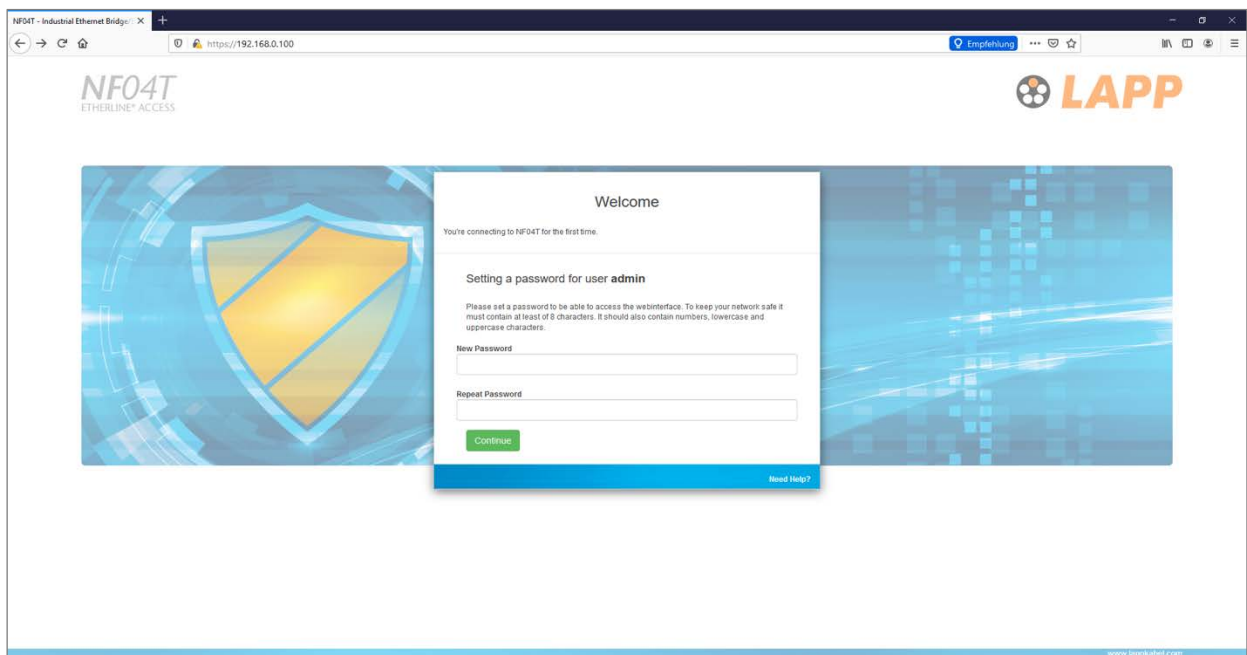 NF04T - Industrial Ethernet Bridge/
https://192.168.0.100
Empfehlung
NF04T
ETHERLINE® ACCESS
LAPP
Welcome
You're connecting to NF04T for the first time.
Setting a password for user admin
Please set a password to be able to access the webinterface. To keep your network safe it
must contain at least of 8 characters. It should also contain numbers, lowercase and
uppercase characters.
New Password
Repeat Password
Continue
Need Help?
www.lappkabel.com